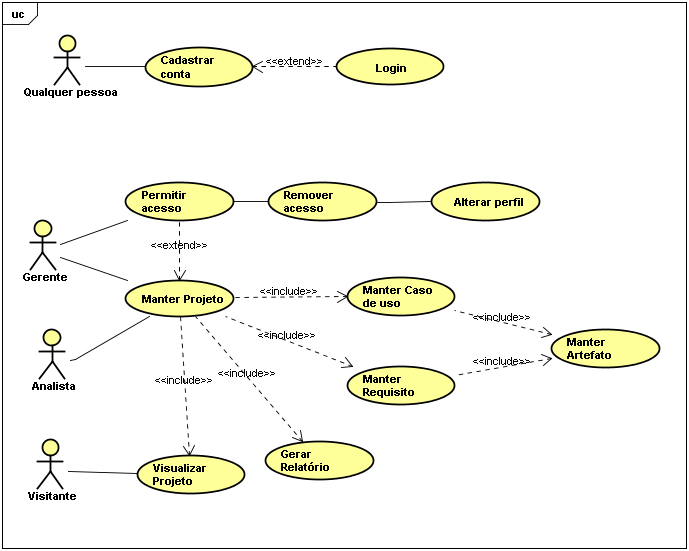 uc
Cadastrar
conta
<<extend>>
Login
Qualquer pessoa
Permitir
acesso
Remover
acesso
Alterar perfil
<<extend>>
Gerente
Manter Projeto
<<include>>
Manter Caso
de uso
<<include>>
<<include>>
Manter
Artefato
<<include>>
<<include>>
<<include>>
Manter
Requisito
Analista
Visualizar
Projeto
Gerar
Relatório
Visitante